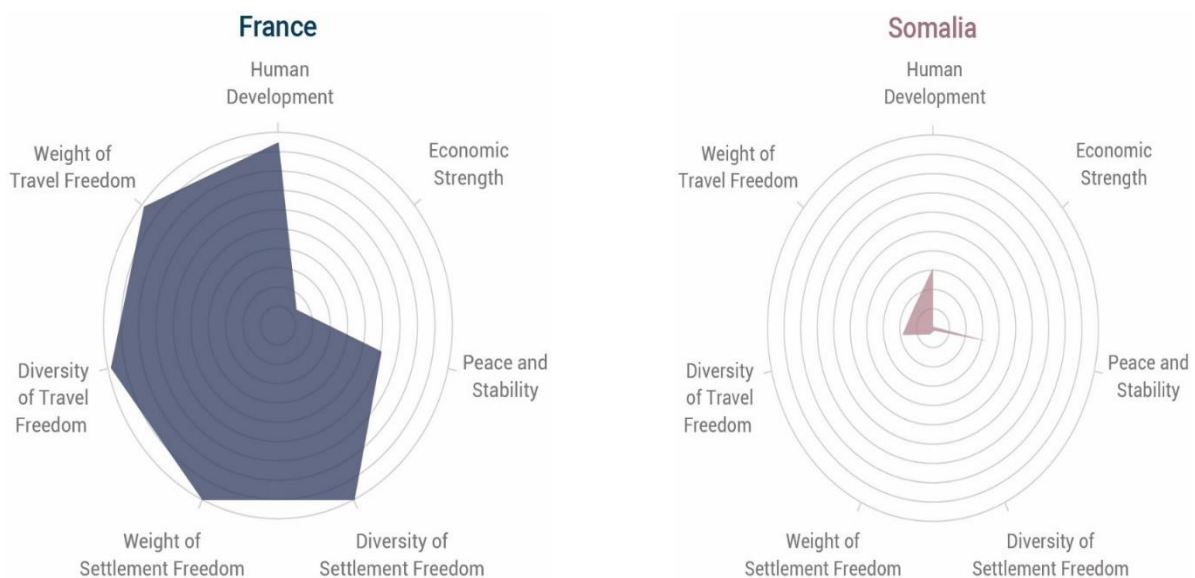 France
Human
Development
Economic
Strength
Peace and
Stability
Diversity of
Settlement Freedom
Weight of
Settlement Freedom
Diversity
of Travel
Freedom
Weight of
Travel Freedom
Somalia
Human
Development
Economic
Strength
Peace and
Stability
Diversity of
Settlement Freedom
Weight of
Settlement Freedom
Diversity
of Travel
Freedom
Weight of
Travel Freedom